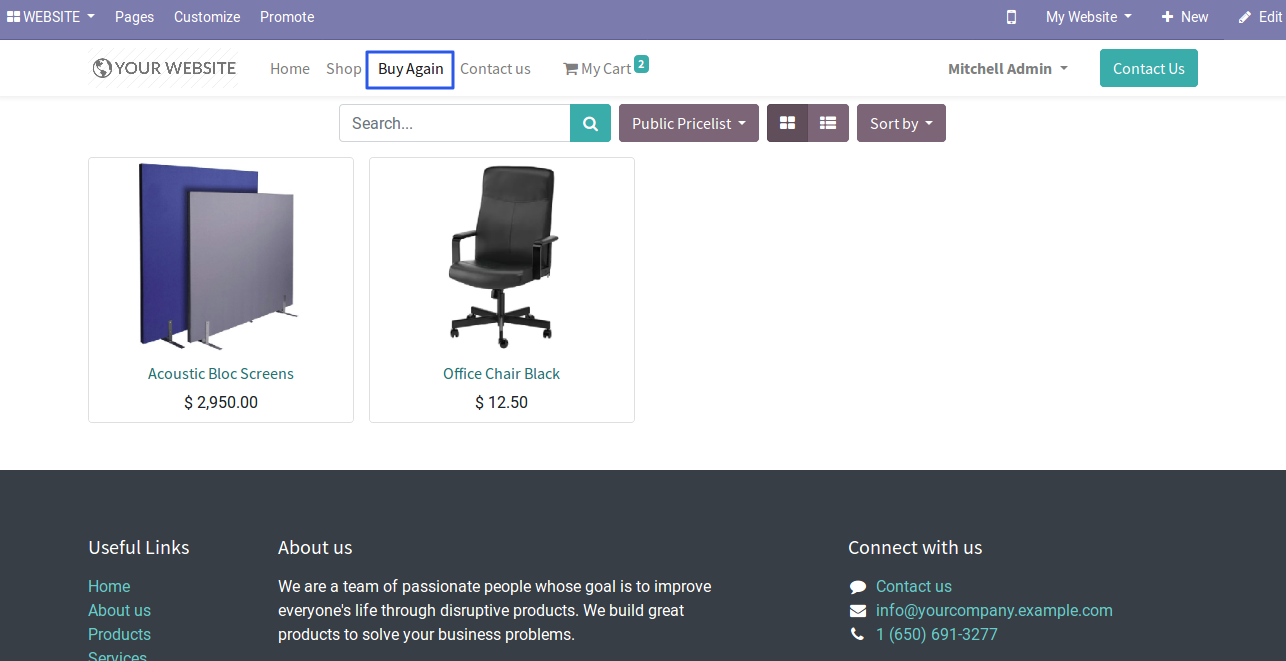 WEBSITE Pages Customize Promote My Website New Edit
YOUR WEBSITE Home Shop Buy Again Contact us My Cart 2 Mitchell Admin Contact Us
Search... Public Pricelist Sort by
Acoustic Bloc Screens
$ 2,950.00
Office Chair Black
$ 12.50
Useful Links
Home
About us
Products
Services
About us
We are a team of passionate people whose goal is to improve
everyone's life through disruptive products. We build great
products to solve your business problems.
Connect with us
Contact us
info@yourcompany.example.com
1 (650) 691-3277